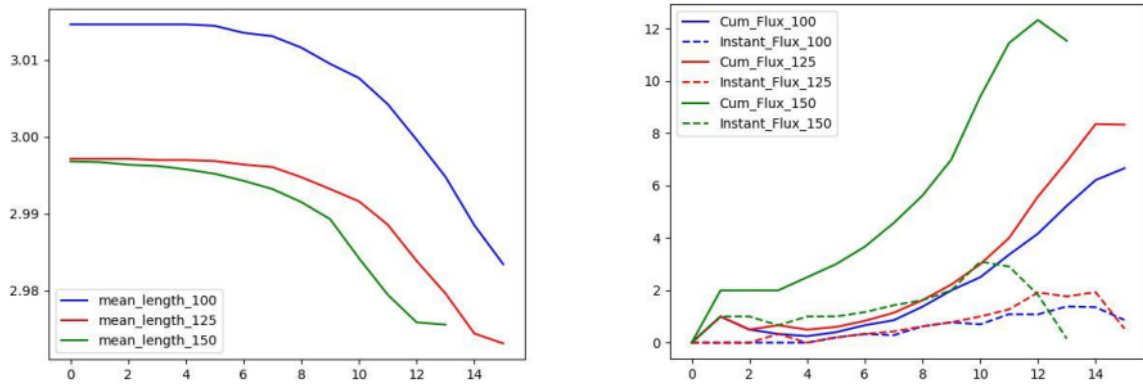 3.01
3.00
2.99
2.98
mean_length_100
mean_length_125
mean_length_150
0 2 4 6 8 10 12 14
12
10
8
6
4
2
0
Cum_Flux_100
Instant_Flux_100
Cum_Flux_125
Instant_Flux_125
Cum_Flux_150
Instant_Flux_150
0 2 4 6 8 10 12 14